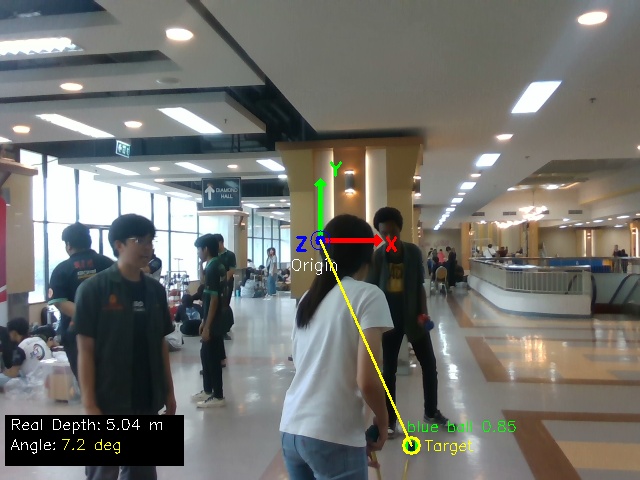 DIAMOND
HALL
Y
Z
X
Origin
blue ball 0.85
Target
Real Depth: 5.04 m
Angle: 7.2 deg